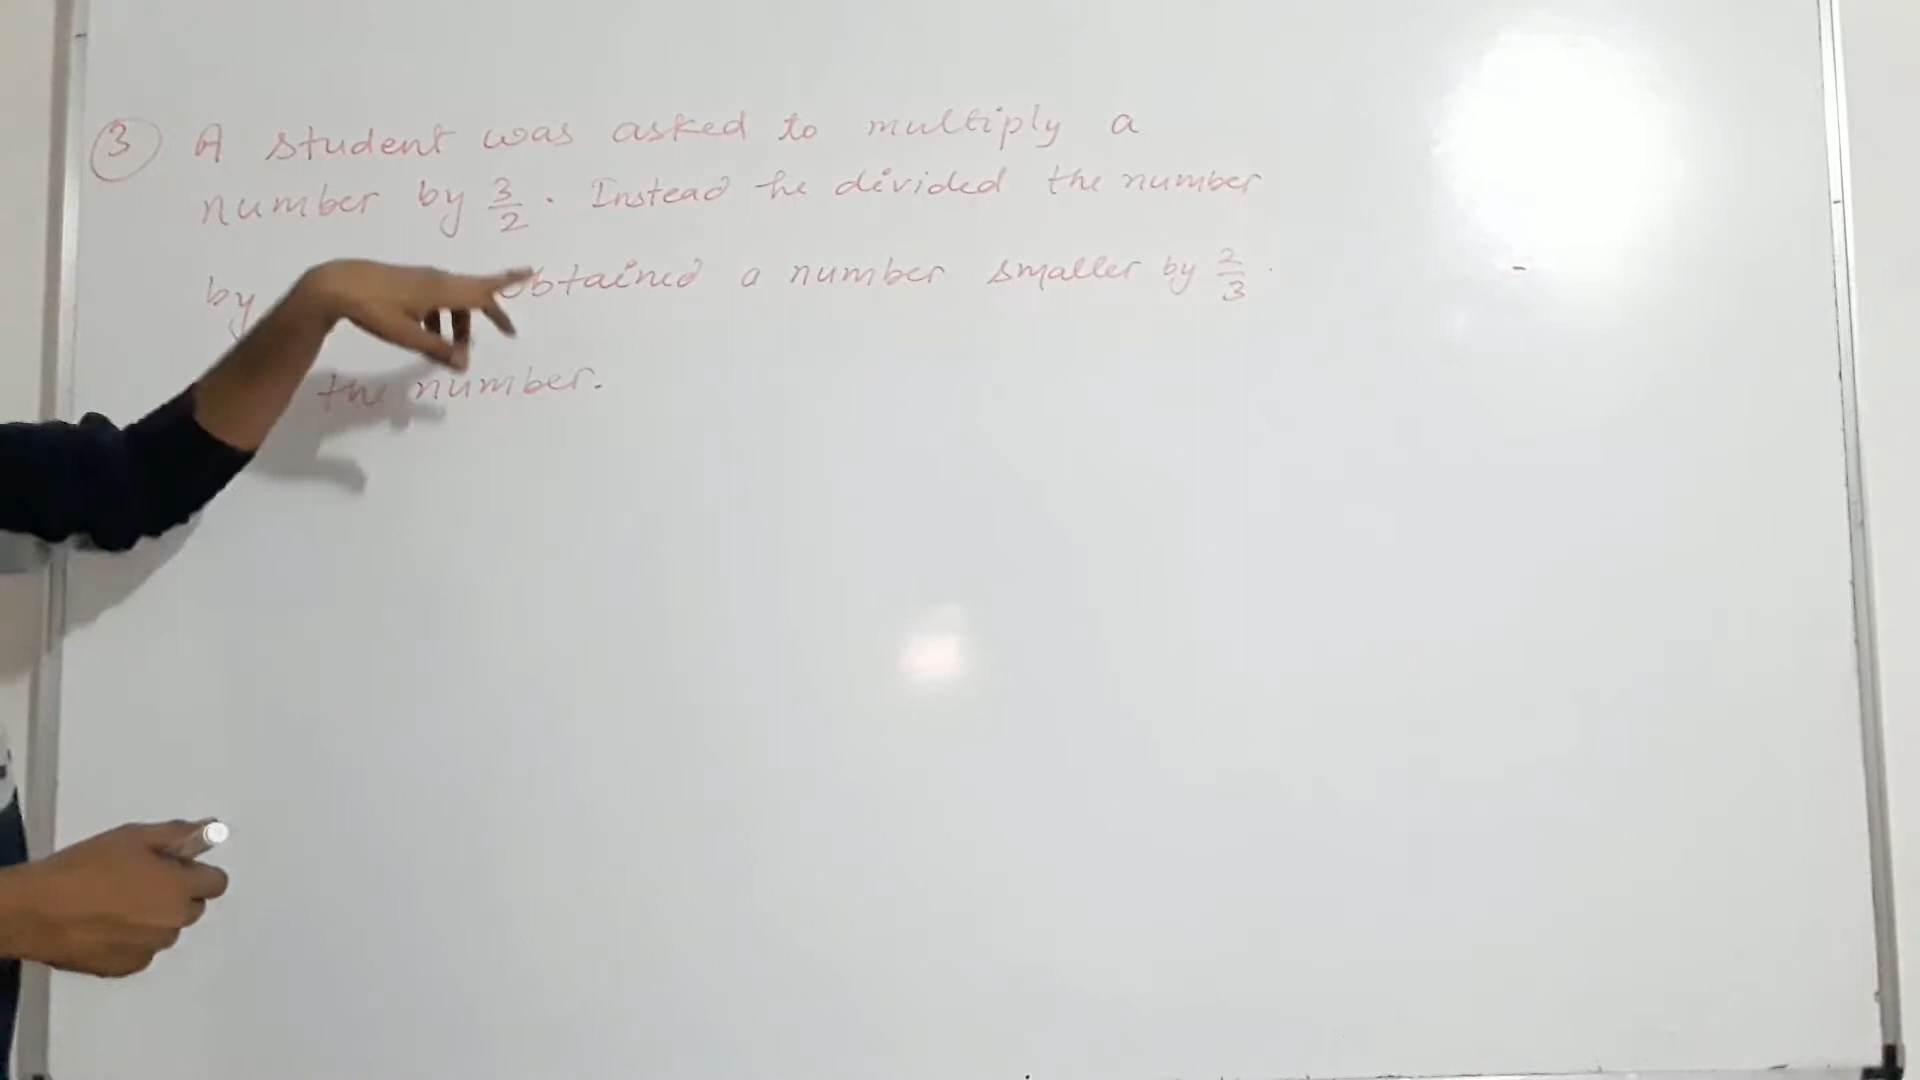 3 A student was asked to multiply a
number by 3/2. Instead he divided the number
by obtained a number smaller by 2/3.
the number.